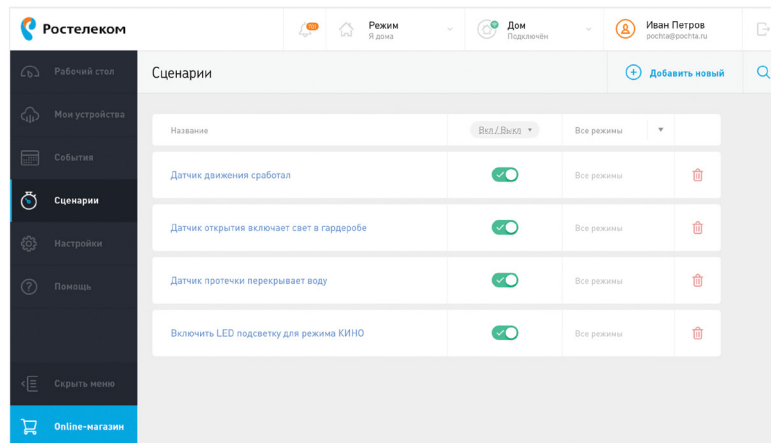 Ростелеком
TOI
Режим
Я дома
Дом
Подключён
Иван Петров
pochta@pochta.ru
Рабочий стол
Мои устройства
События
Сценарии
Настройки
Помощь
Скрыть меню
Online-магазин
Сценарии
Добавить новый
Название
Вкл / Выкл
Все режимы
Датчик движения сработал
Все режимы
Датчик открытия включает свет в гардеробе
Все режимы
Датчик протечки перекрывает воду
Все режимы
Включить LED подсветку для режима КИНО
Все режимы